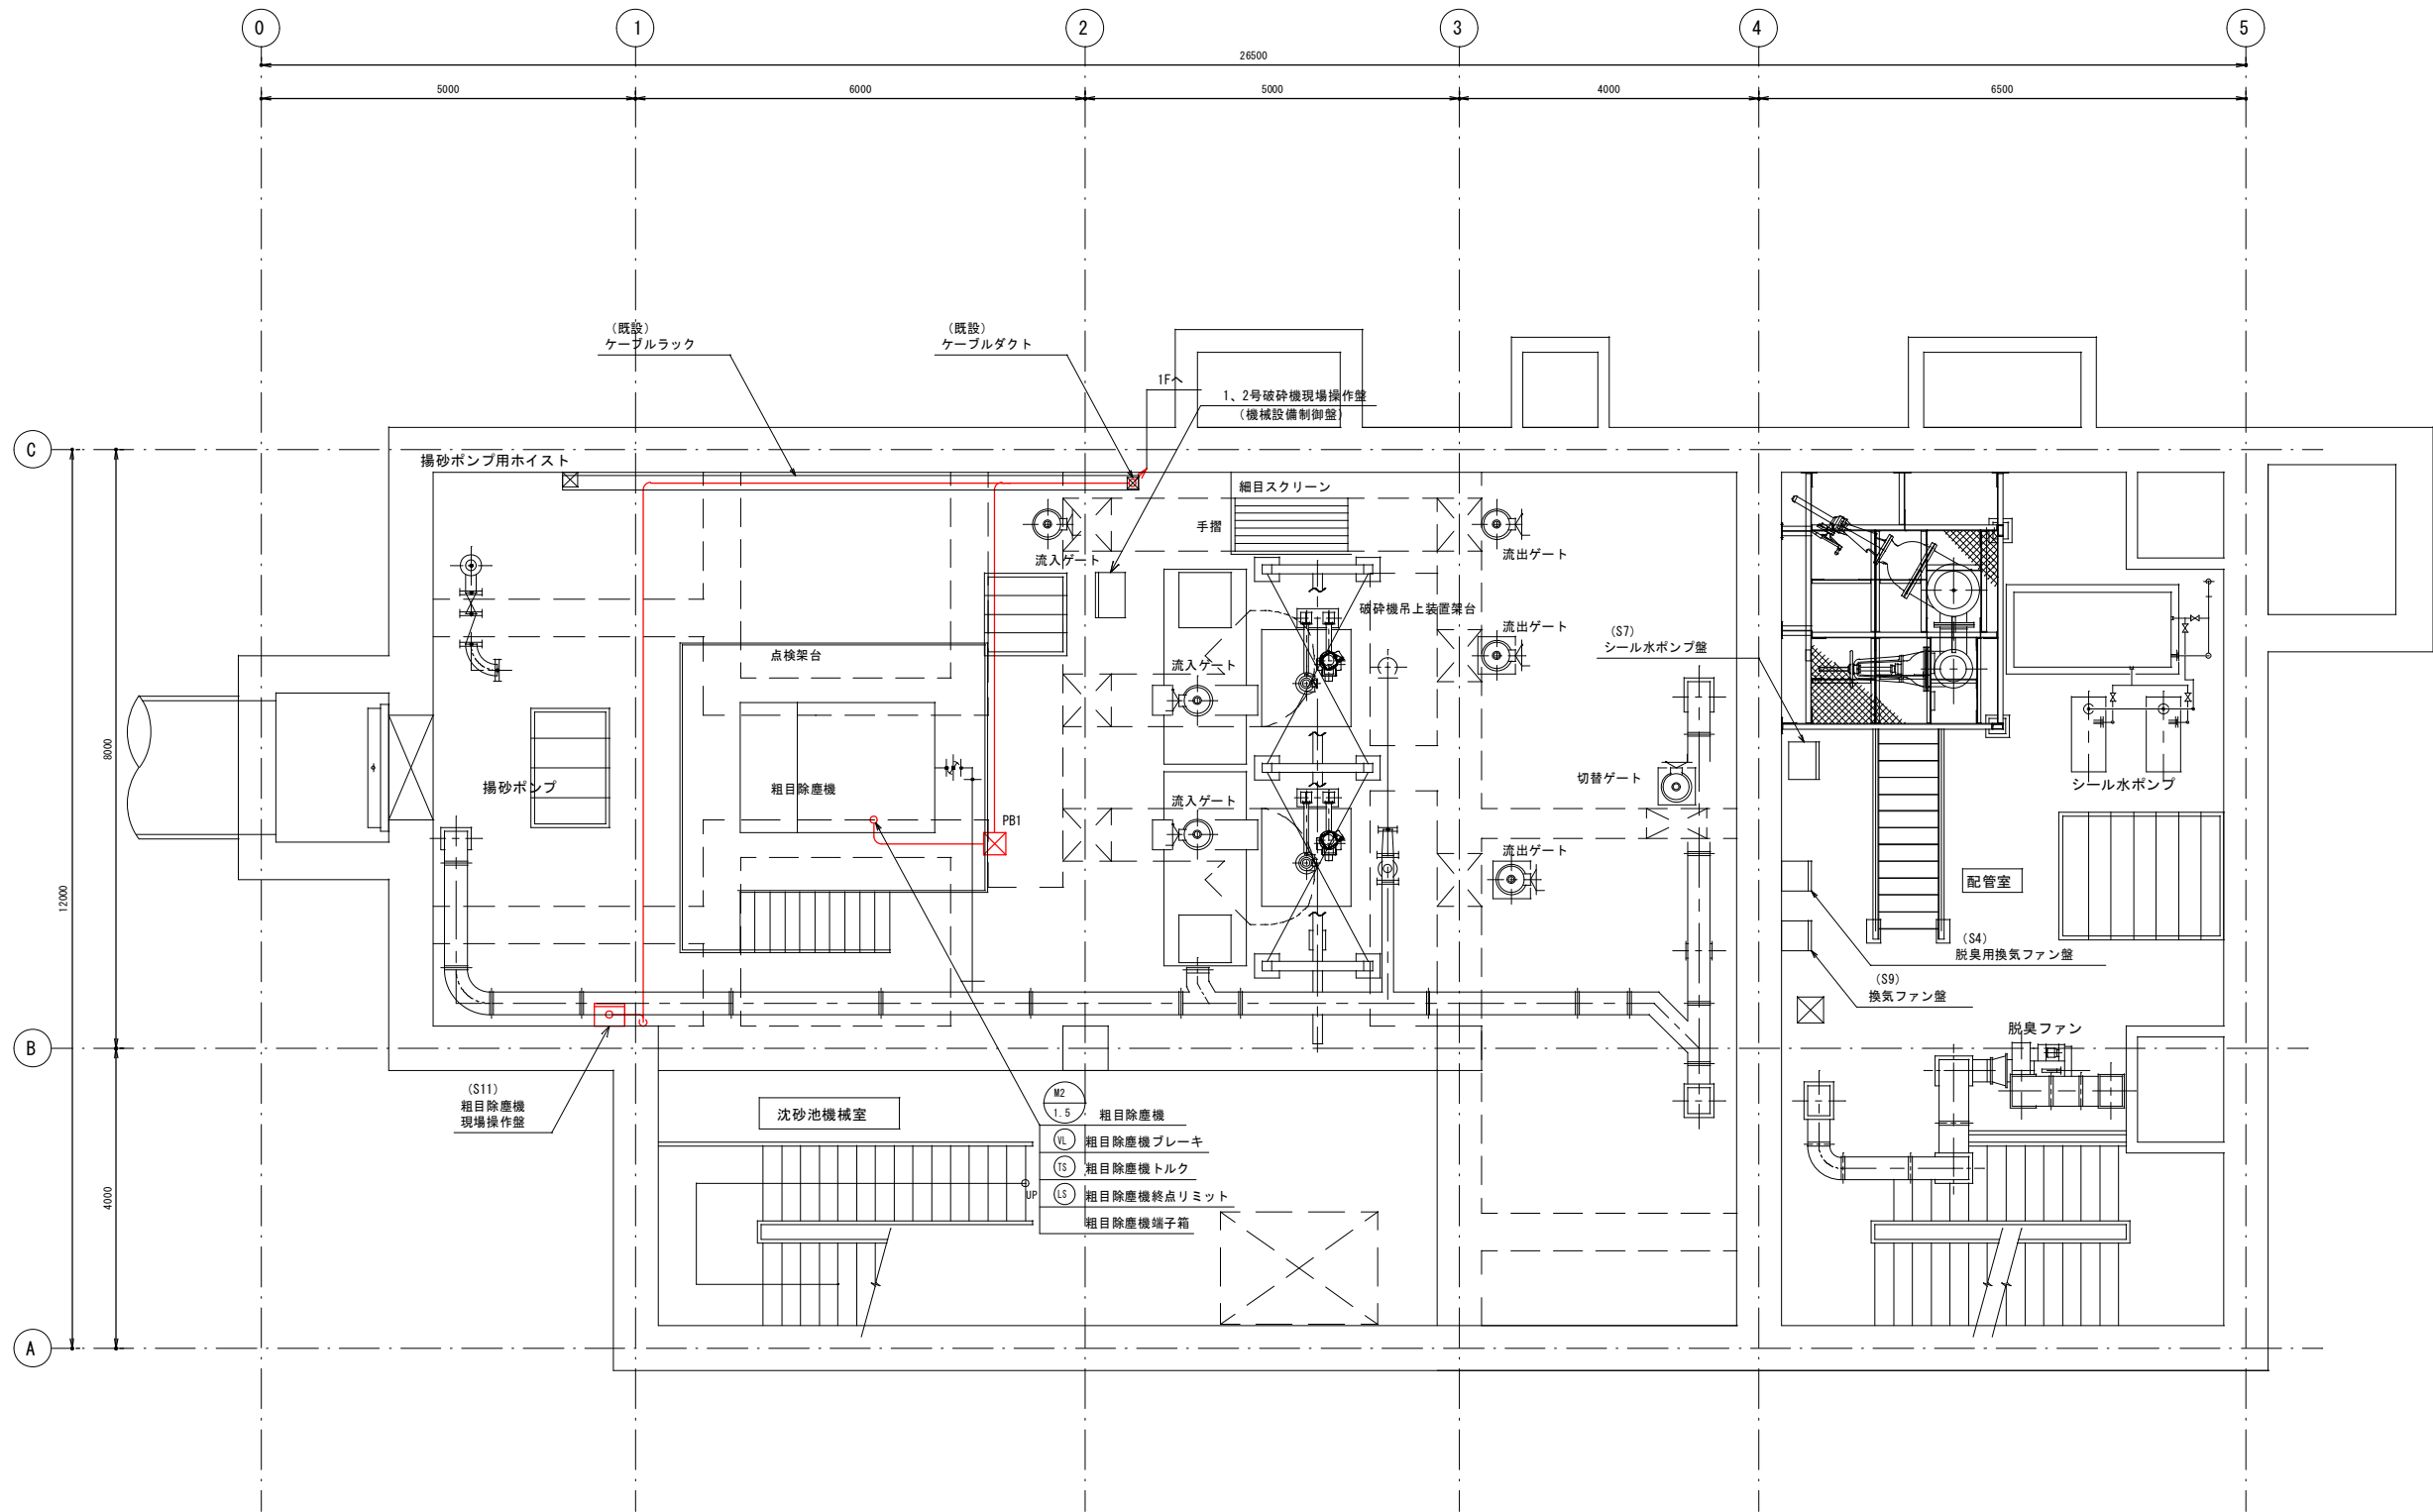 0
1
2
3
4
5
26500
5000
6000
5000
4000
6500
(既設)
ケーブルラック
(既設)
ケーブルダクト
1Fへ
1、2号破砕機現場操作盤
(機械設備制御盤)
C
揚砂ポンプ用ホイスト
細目スクリーン
手摺
流入ゲート
流出ゲート
破砕機吊上装置架台
流出ゲート
(S7)
シール水ポンプ盤
点検架台
流入ゲート
8000
揚砂ポンプ
粗目除塵機
流入ゲート
PB1
切替ゲート
シール水ポンプ
流出ゲート
12000
配管室
(S4)
脱臭用換気ファン盤
(S9)
換気ファン盤
脱臭ファン
B
(S11)
粗目除塵機
現場操作盤
沈砂池機械室
M2
1.5
粗目除塵機
VL 粗目除塵機ブレーキ
TS 粗目除塵機トルク
LS 粗目除塵機終点リミット
粗目除塵機端子箱
UP
4000
A